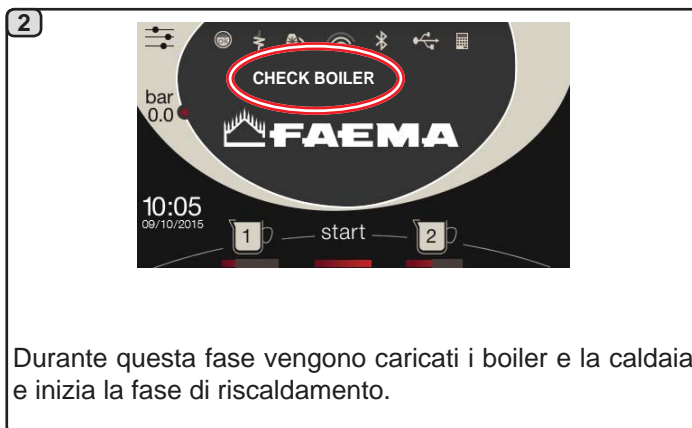 2
CHECK BOILER
bar
0.0
FAEMA
10:05
09/10/2015
1 start 2
Durante questa fase vengono caricati i boiler e la caldaia
e inizia la fase di riscaldamento.